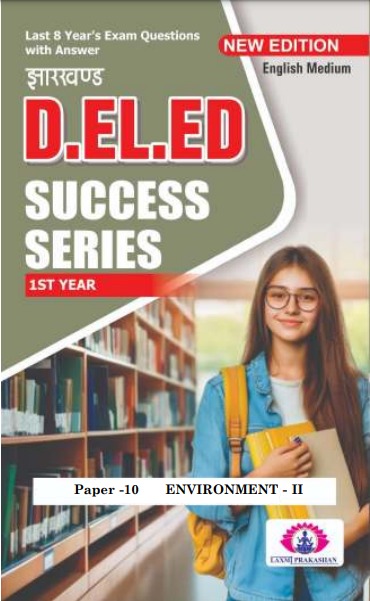 Last 8 Year's Exam Questions
with Answer
NEW EDITION
English Medium
झारखण्ड
D.EL.ED
SUCCESS
SERIES
1ST YEAR
Paper -10 ENVIRONMENT - II
LAXMI PRAKASHAN